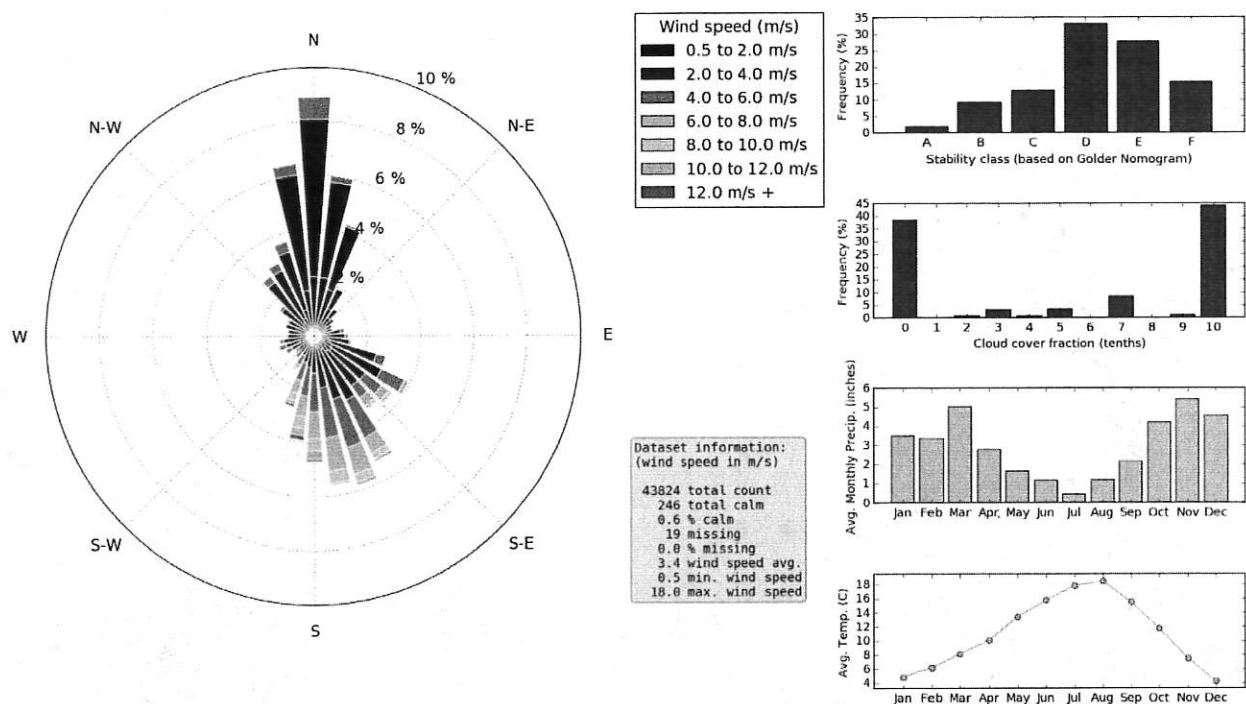 N
10 %
N-W
N-E
8 %
6 %
4 %
2 %
W
E
S-W
S-E
S
Wind speed (m/s)
0.5 to 2.0 m/s
2.0 to 4.0 m/s
4.0 to 6.0 m/s
6.0 to 8.0 m/s
8.0 to 10.0 m/s
10.0 to 12.0 m/s
12.0 m/s +
Dataset information:
(wind speed in m/s)
43824 total count
246 total calm
0.6 % calm
19 missing
0.0 % missing
3.4 wind speed avg.
0.5 min. wind speed
18.0 max. wind speed
Frequency (%)
35
30
25
20
15
10
5
0
A B C D E F
Stability class (based on Golder Nomogram)
Frequency (%)
45
40
35
30
25
20
15
10
5
0
0 1 2 3 4 5 6 7 8 9 10
Cloud cover fraction (tenths)
Avg. Monthly Precip. (inches)
6
5
4
3
2
1
0
Jan Feb Mar Apr May Jun Jul Aug Sep Oct Nov Dec
Avg. Temp. (C)
18
16
14
12
10
8
6
4
Jan Feb Mar Apr May Jun Jul Aug Sep Oct Nov Dec